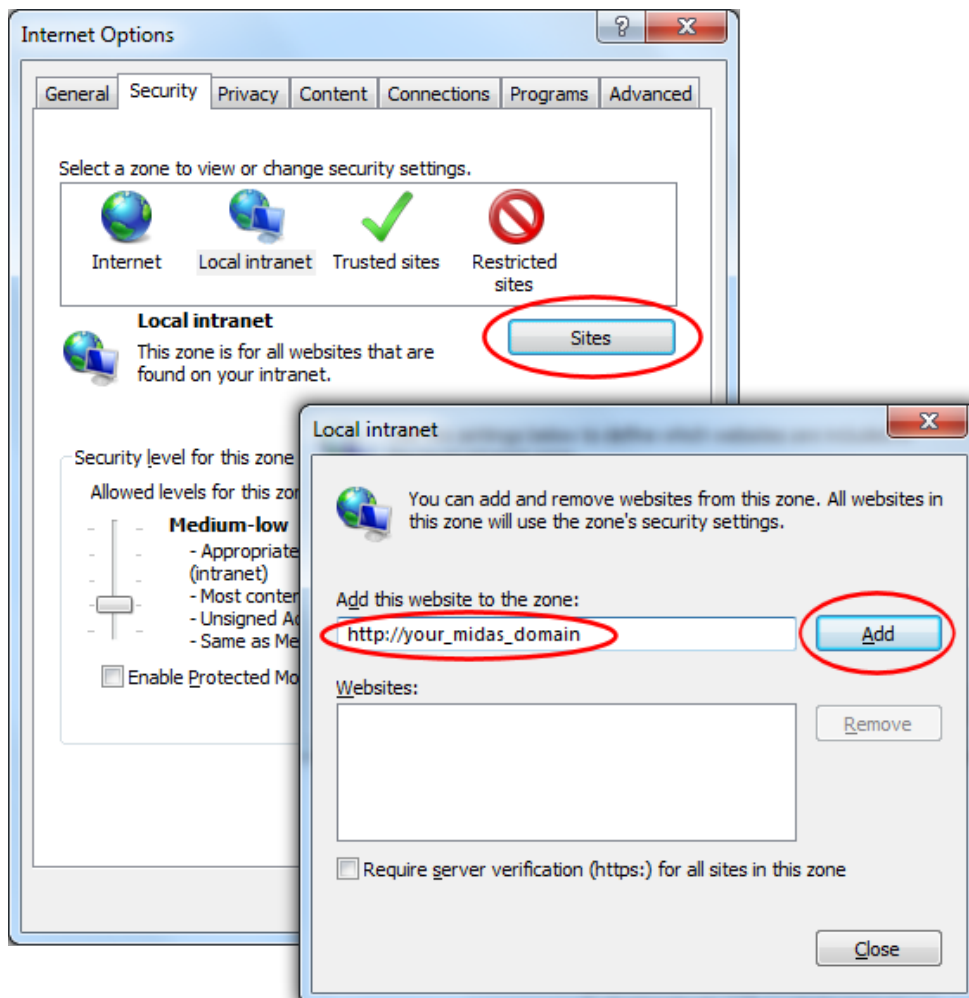 Internet Options
General Security Privacy Content Connections Programs Advanced
Select a zone to view or change security settings.
Internet Local intranet Trusted sites Restricted
sites
Local intranet
Sites
This zone is for all websites that are
found on your intranet.
Security level for this zone
Allowed levels for this zon
Medium-low
- Appropriate
(intranet)
- Most conten
- Unsigned Ac
- Same as Me
Enable Protected Mo
Local intranet
You can add and remove websites from this zone. All websites in
this zone will use the zone's security settings.
Add this website to the zone:
http://your_midas_domain
Add
Websites:
Remove
Require server verification (https:) for all sites in this zone
Close